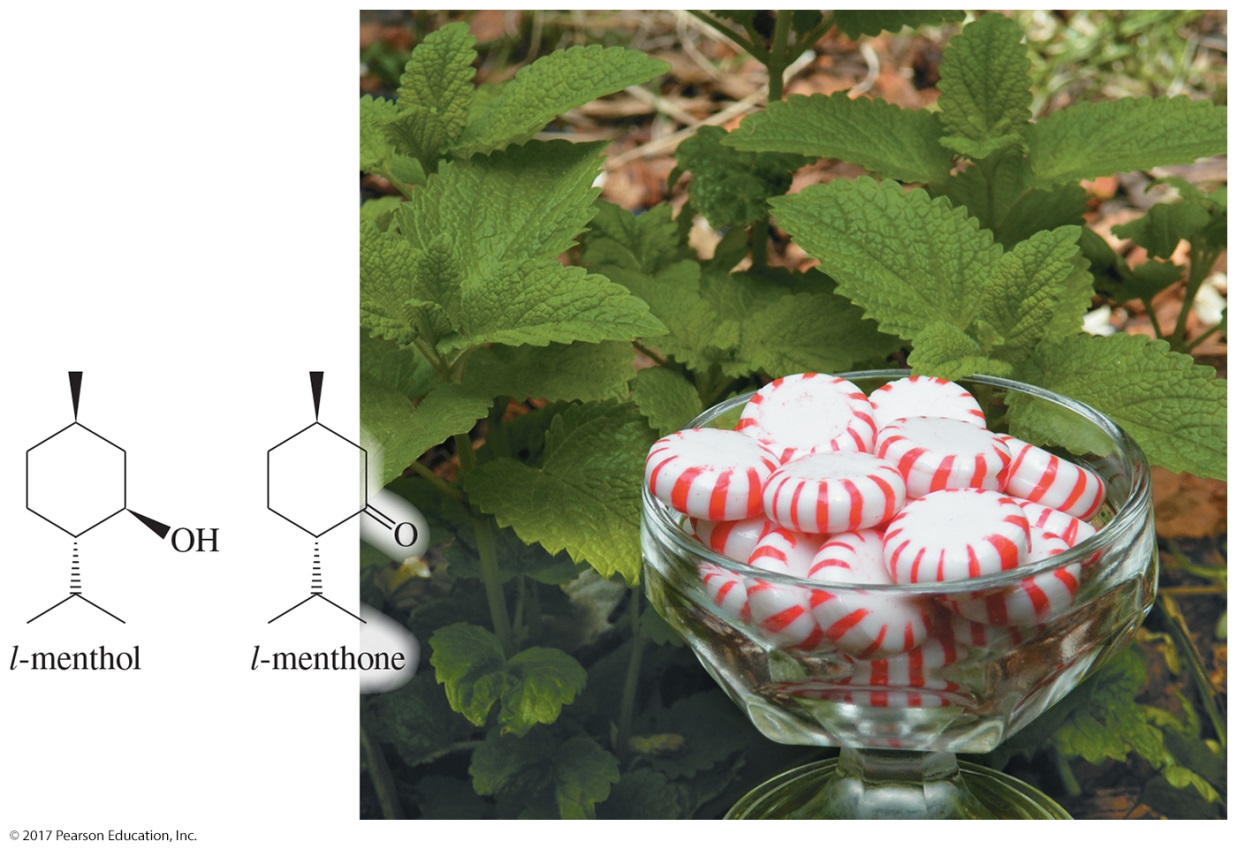 OH
O
l-menthol
l-menthone
© 2017 Pearson Education, Inc.